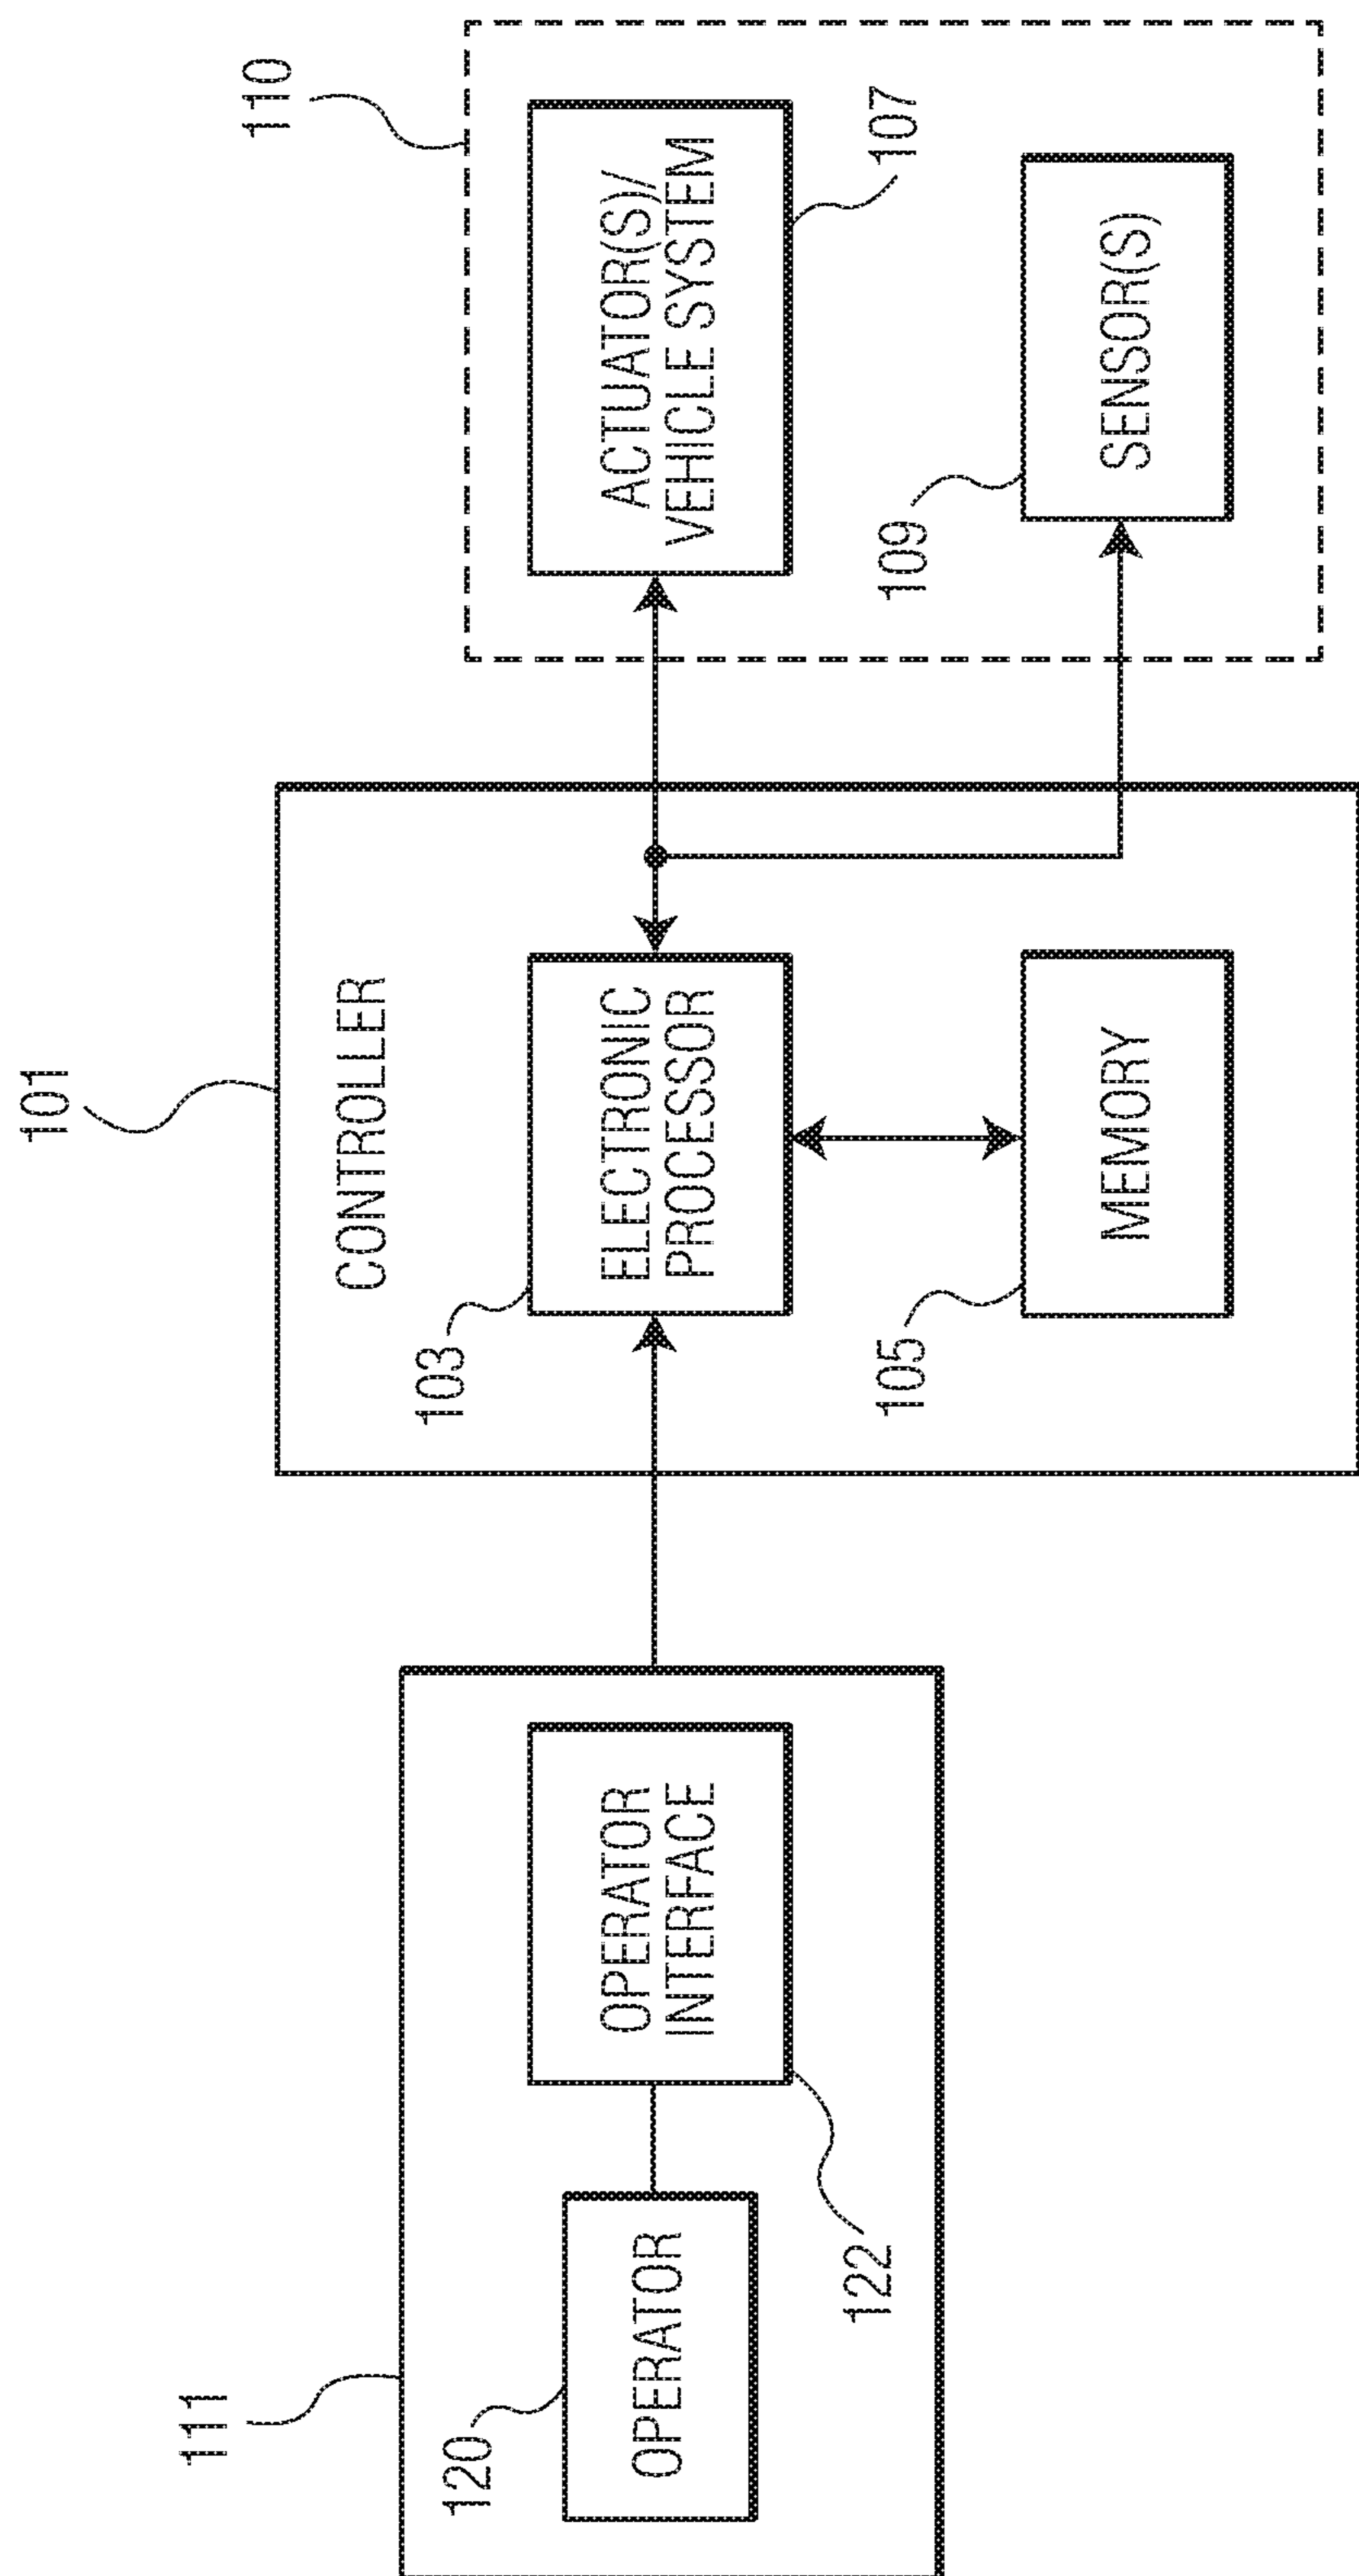 111
120
OPERATOR
OPERATOR
INTERFACE
122
101
CONTROLLER
103
ELECTRONIC
PROCESSOR
105
MEMORY
110
ACTUATOR(S)/
VEHICLE SYSTEM
107
109
SENSOR(S)